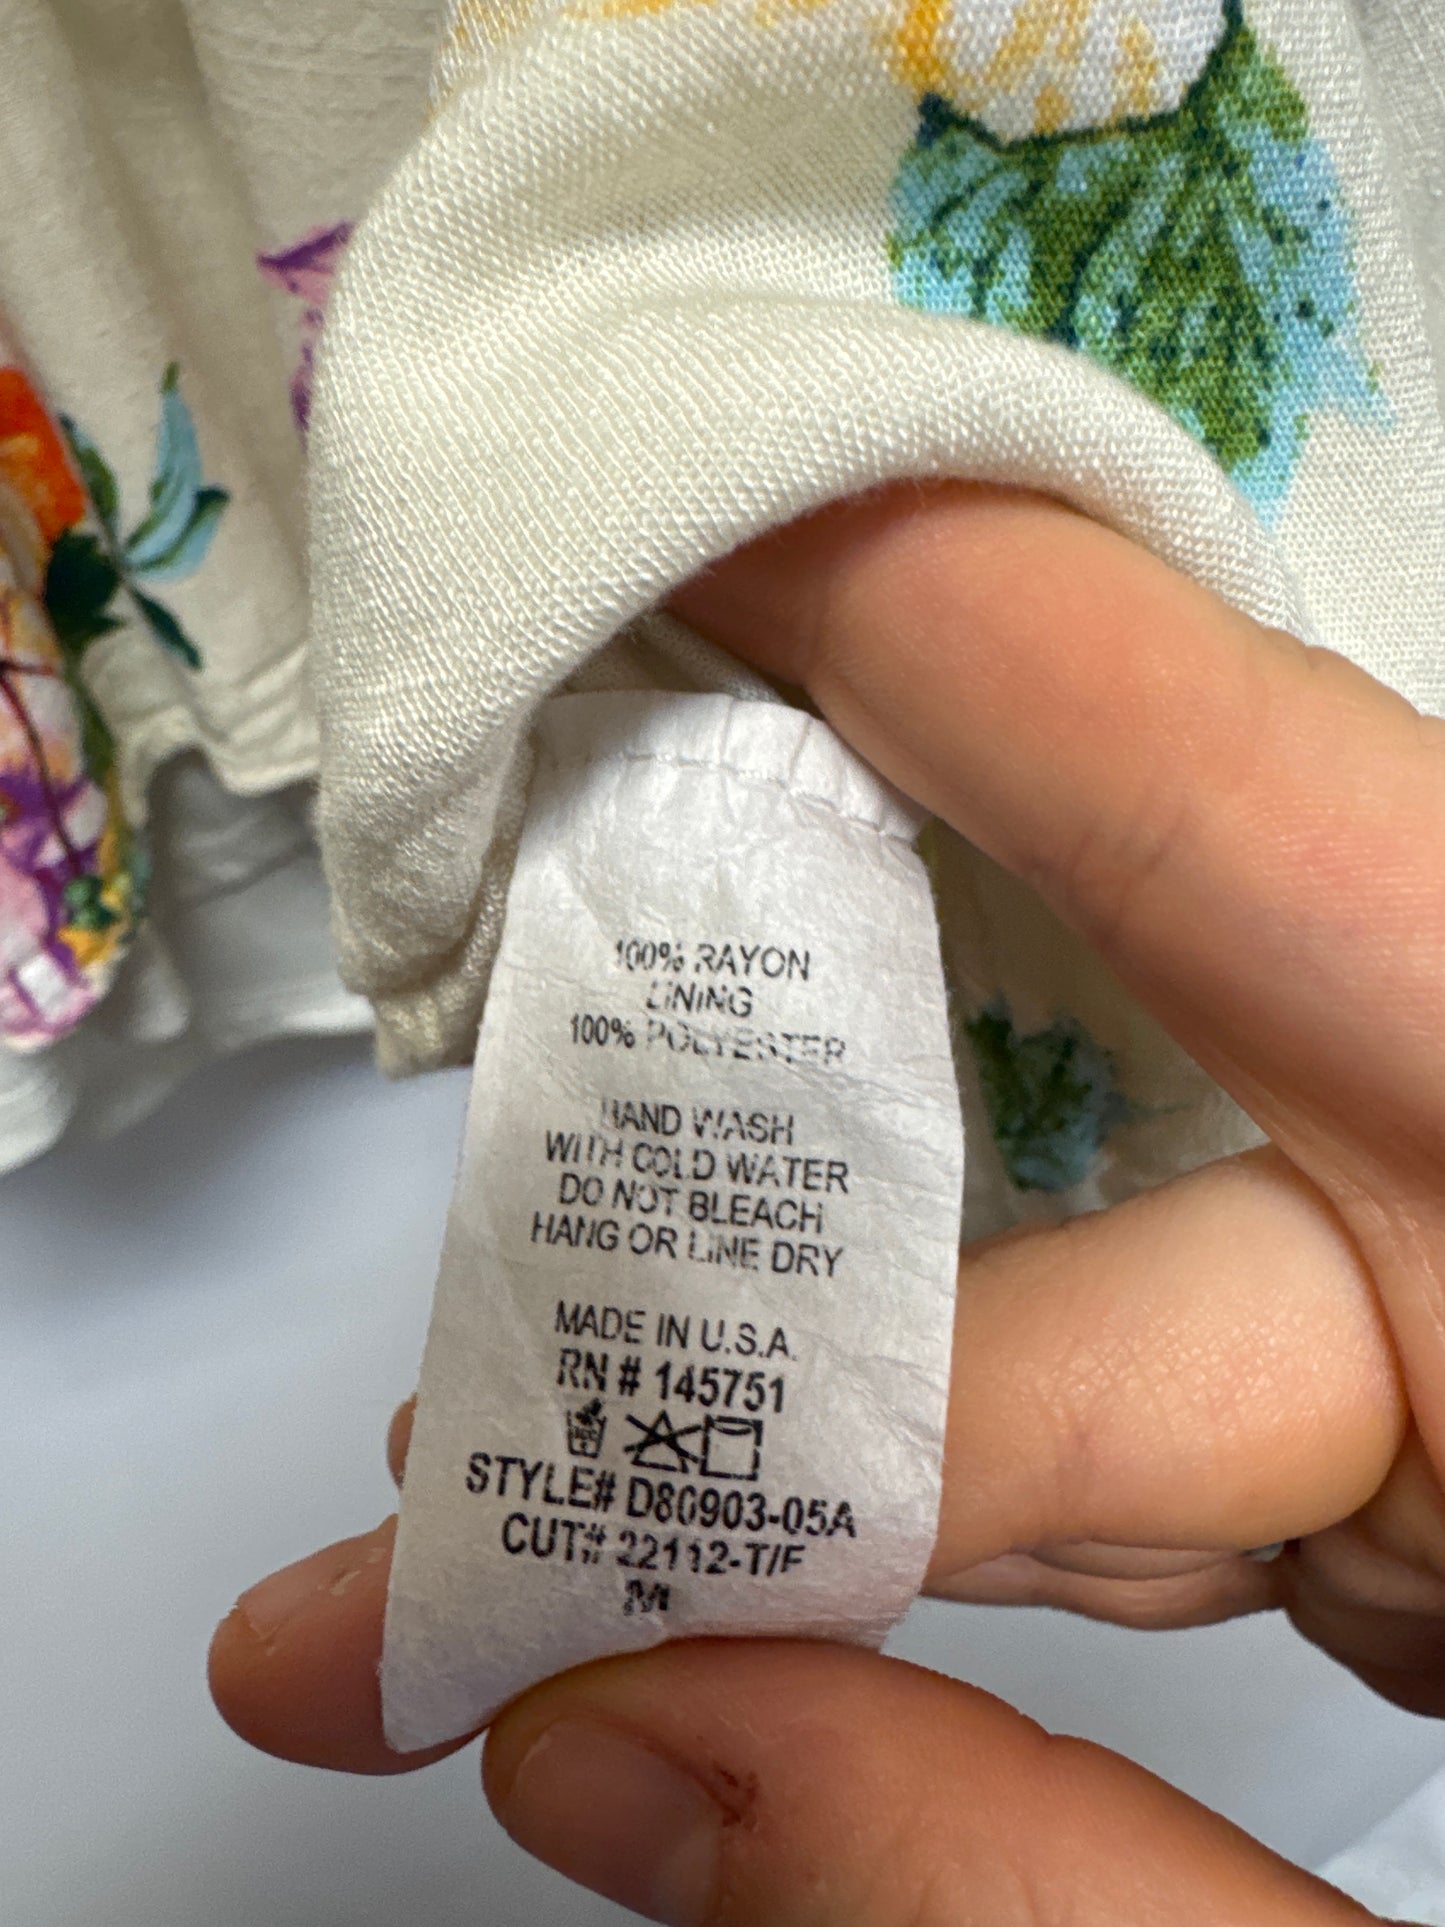 100% RAYON
LINING
100% POLYESTER
HAND WASH
WITH COLD WATER
DO NOT BLEACH
HANG OR LINE DRY
MADE IN U.S.A.
RN # 145751
STYLE# D80903-05A
CUT# 22112-T/F
M